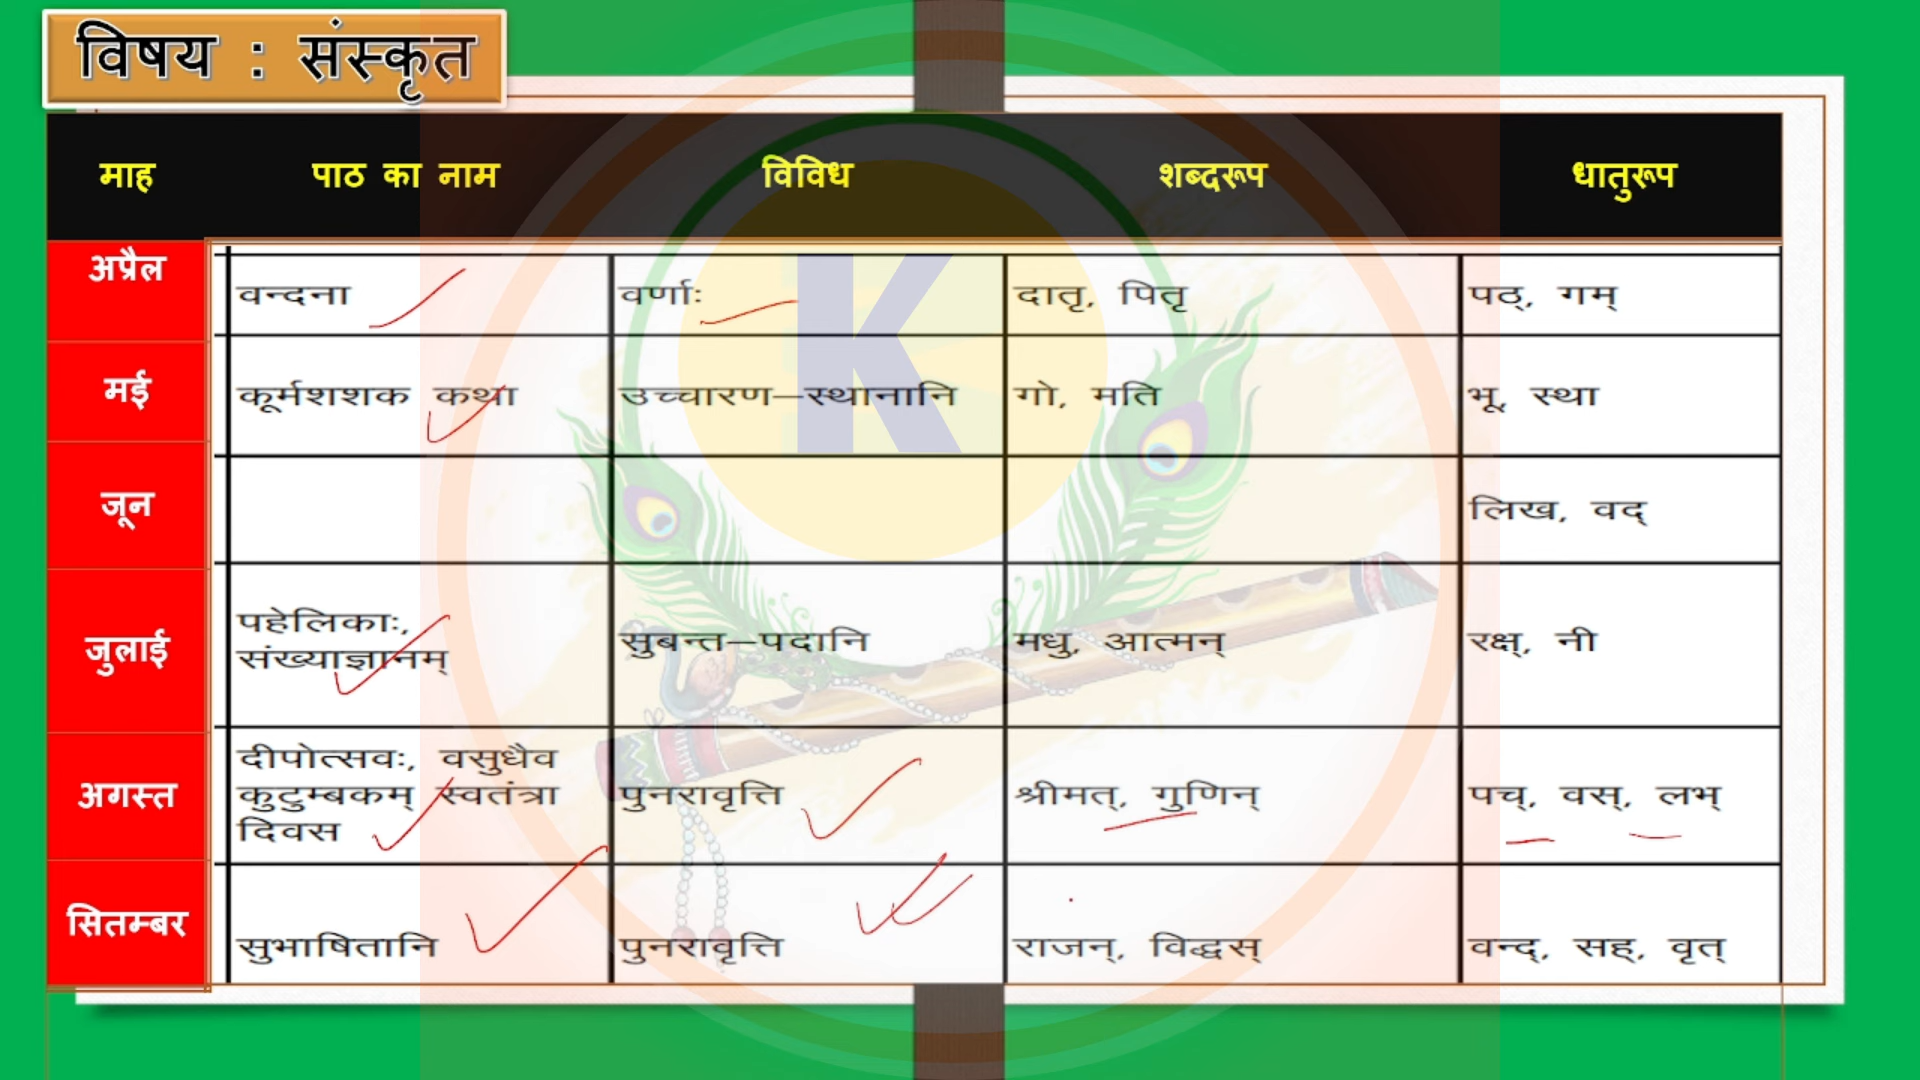 विषय : संस्कृत
माह पाठ का नाम विविध शब्दरूप धातुरूप
अप्रैल वन्दना वर्णाः दातृ, पितृ पठ्, गम्
मई कूर्मशशक कथा उच्चारण–स्थानानि गो, मति भू, स्था
जून लिख, वद्
जुलाई पहेलिकाः,
संख्याज्ञानम् सुबन्त–पदानि मधु, आत्मन् रक्ष्, नी
अगस्त दीपोत्सवः, वसुधैव
कुटुम्बकम् स्वतंत्रा
दिवस पुनरावृत्ति श्रीमत्, गुणिन् पच्, वस्, लभ्
सितम्बर सुभाषितानि पुनरावृत्ति राजन्, विद्वस् वन्द्, सह्, वृत्
K